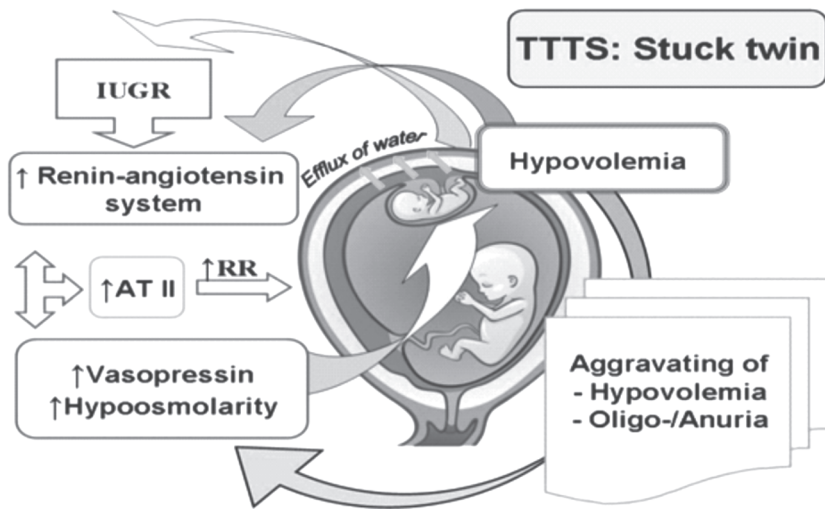 TTTS: Stuck twin
IUGR
Efflux of water
Hypovolemia
↑ Renin-angiotensin
system
↑AT II
↑RR
↑Vasopressin
↑Hypoosmolarity
Aggravating of
- Hypovolemia
- Oligo-/Anuria